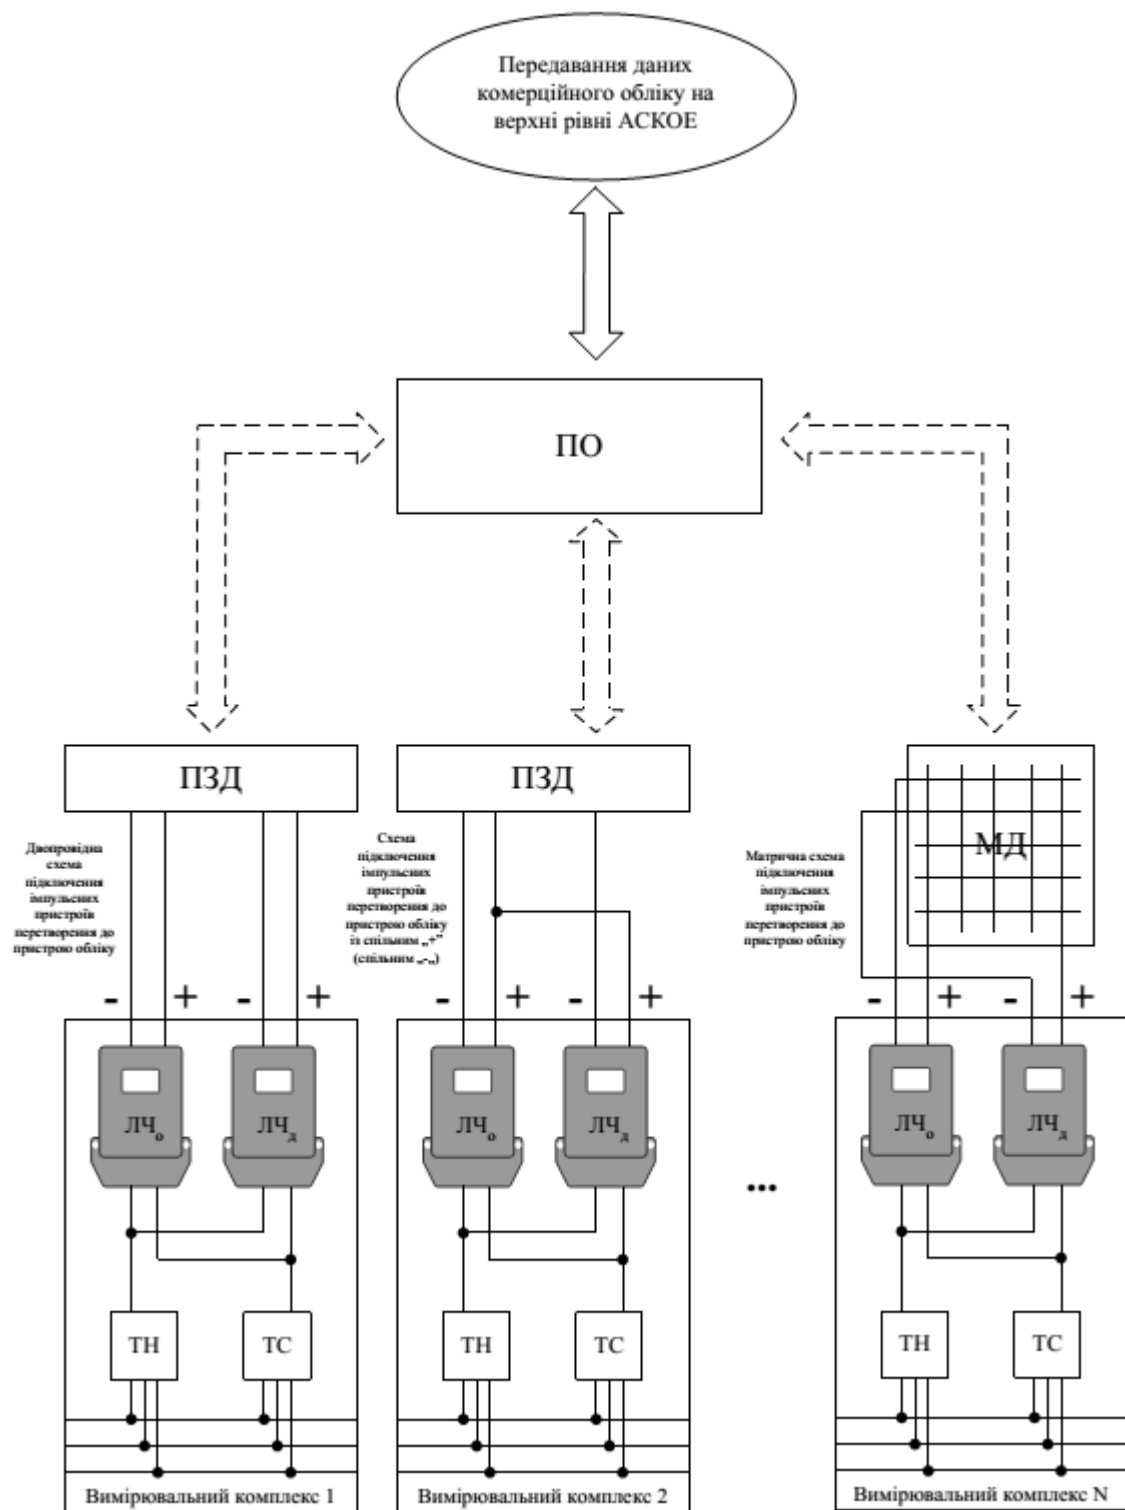 Передавання даних
комерційного обліку на
верхні рівні АСКОЕ
ПО
ПЗД
ПЗД
МД
Двопровідна
схема
підключення
імпульсних
пристроїв
перетворення до
пристрою обліку
Схема
підключення
імпульсних
пристроїв
перетворення до
пристрою обліку
із спільним „+”
(спільним „-„)
Матрична схема
підключення
імпульсних
пристроїв
перетворення до
пристрою обліку
- + - +
- + - +
- + - +
ЛЧо ЛЧд
ЛЧо ЛЧд
...
ЛЧо ЛЧд
ТН ТС
ТН ТС
ТН ТС
Вимірювальний комплекс 1
Вимірювальний комплекс 2
Вимірювальний комплекс N